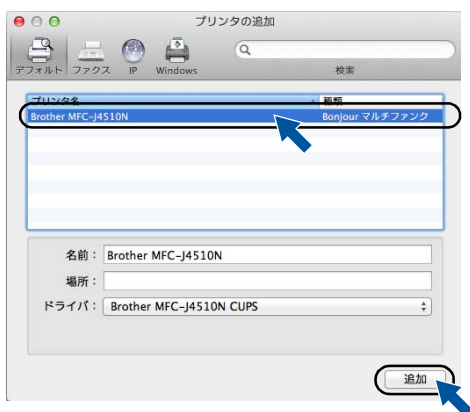 プリンタの追加
デフォルト ファクス IP Windows 検索
プリンタ名 種類
Brother MFC-J4510N Bonjour マルチファンク
名前： Brother MFC-J4510N
場所：
ドライバ： Brother MFC-J4510N CUPS
追加